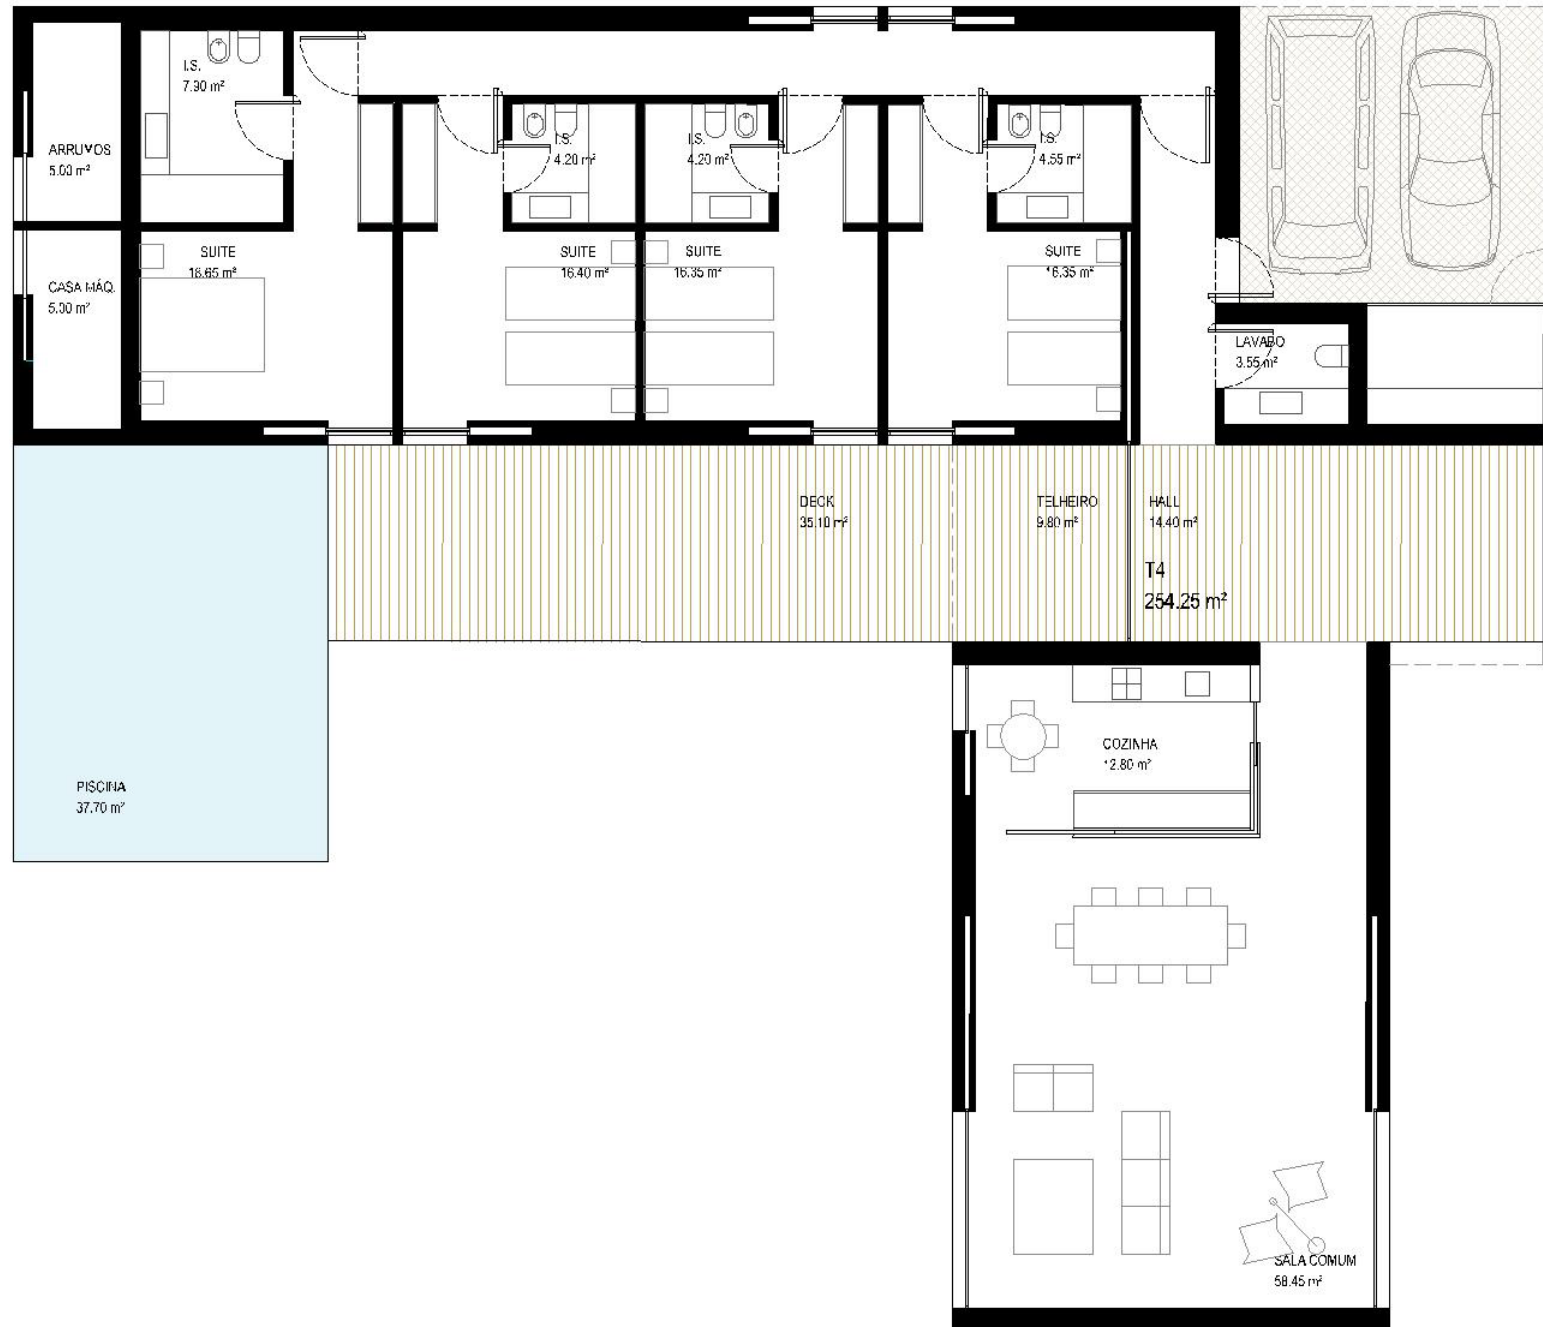 I.S.
7.90 m²
ARRUMOS
5.00 m²
I.S.
4.20 m²
I.S.
4.20 m²
I.S.
4.55 m²
SUITE
18.65 m²
SUITE
16.40 m²
SUITE
16.35 m²
SUITE
16.35 m²
CASA MÁQ.
5.00 m²
LAVABO
3.55 m²
DECK
35.10 m²
TELHEIRO
9.80 m²
HALL
14.40 m²
T4
254.25 m²
COZINHA
12.80 m²
PISCINA
37.70 m²
SALA COMUM
58.45 m²